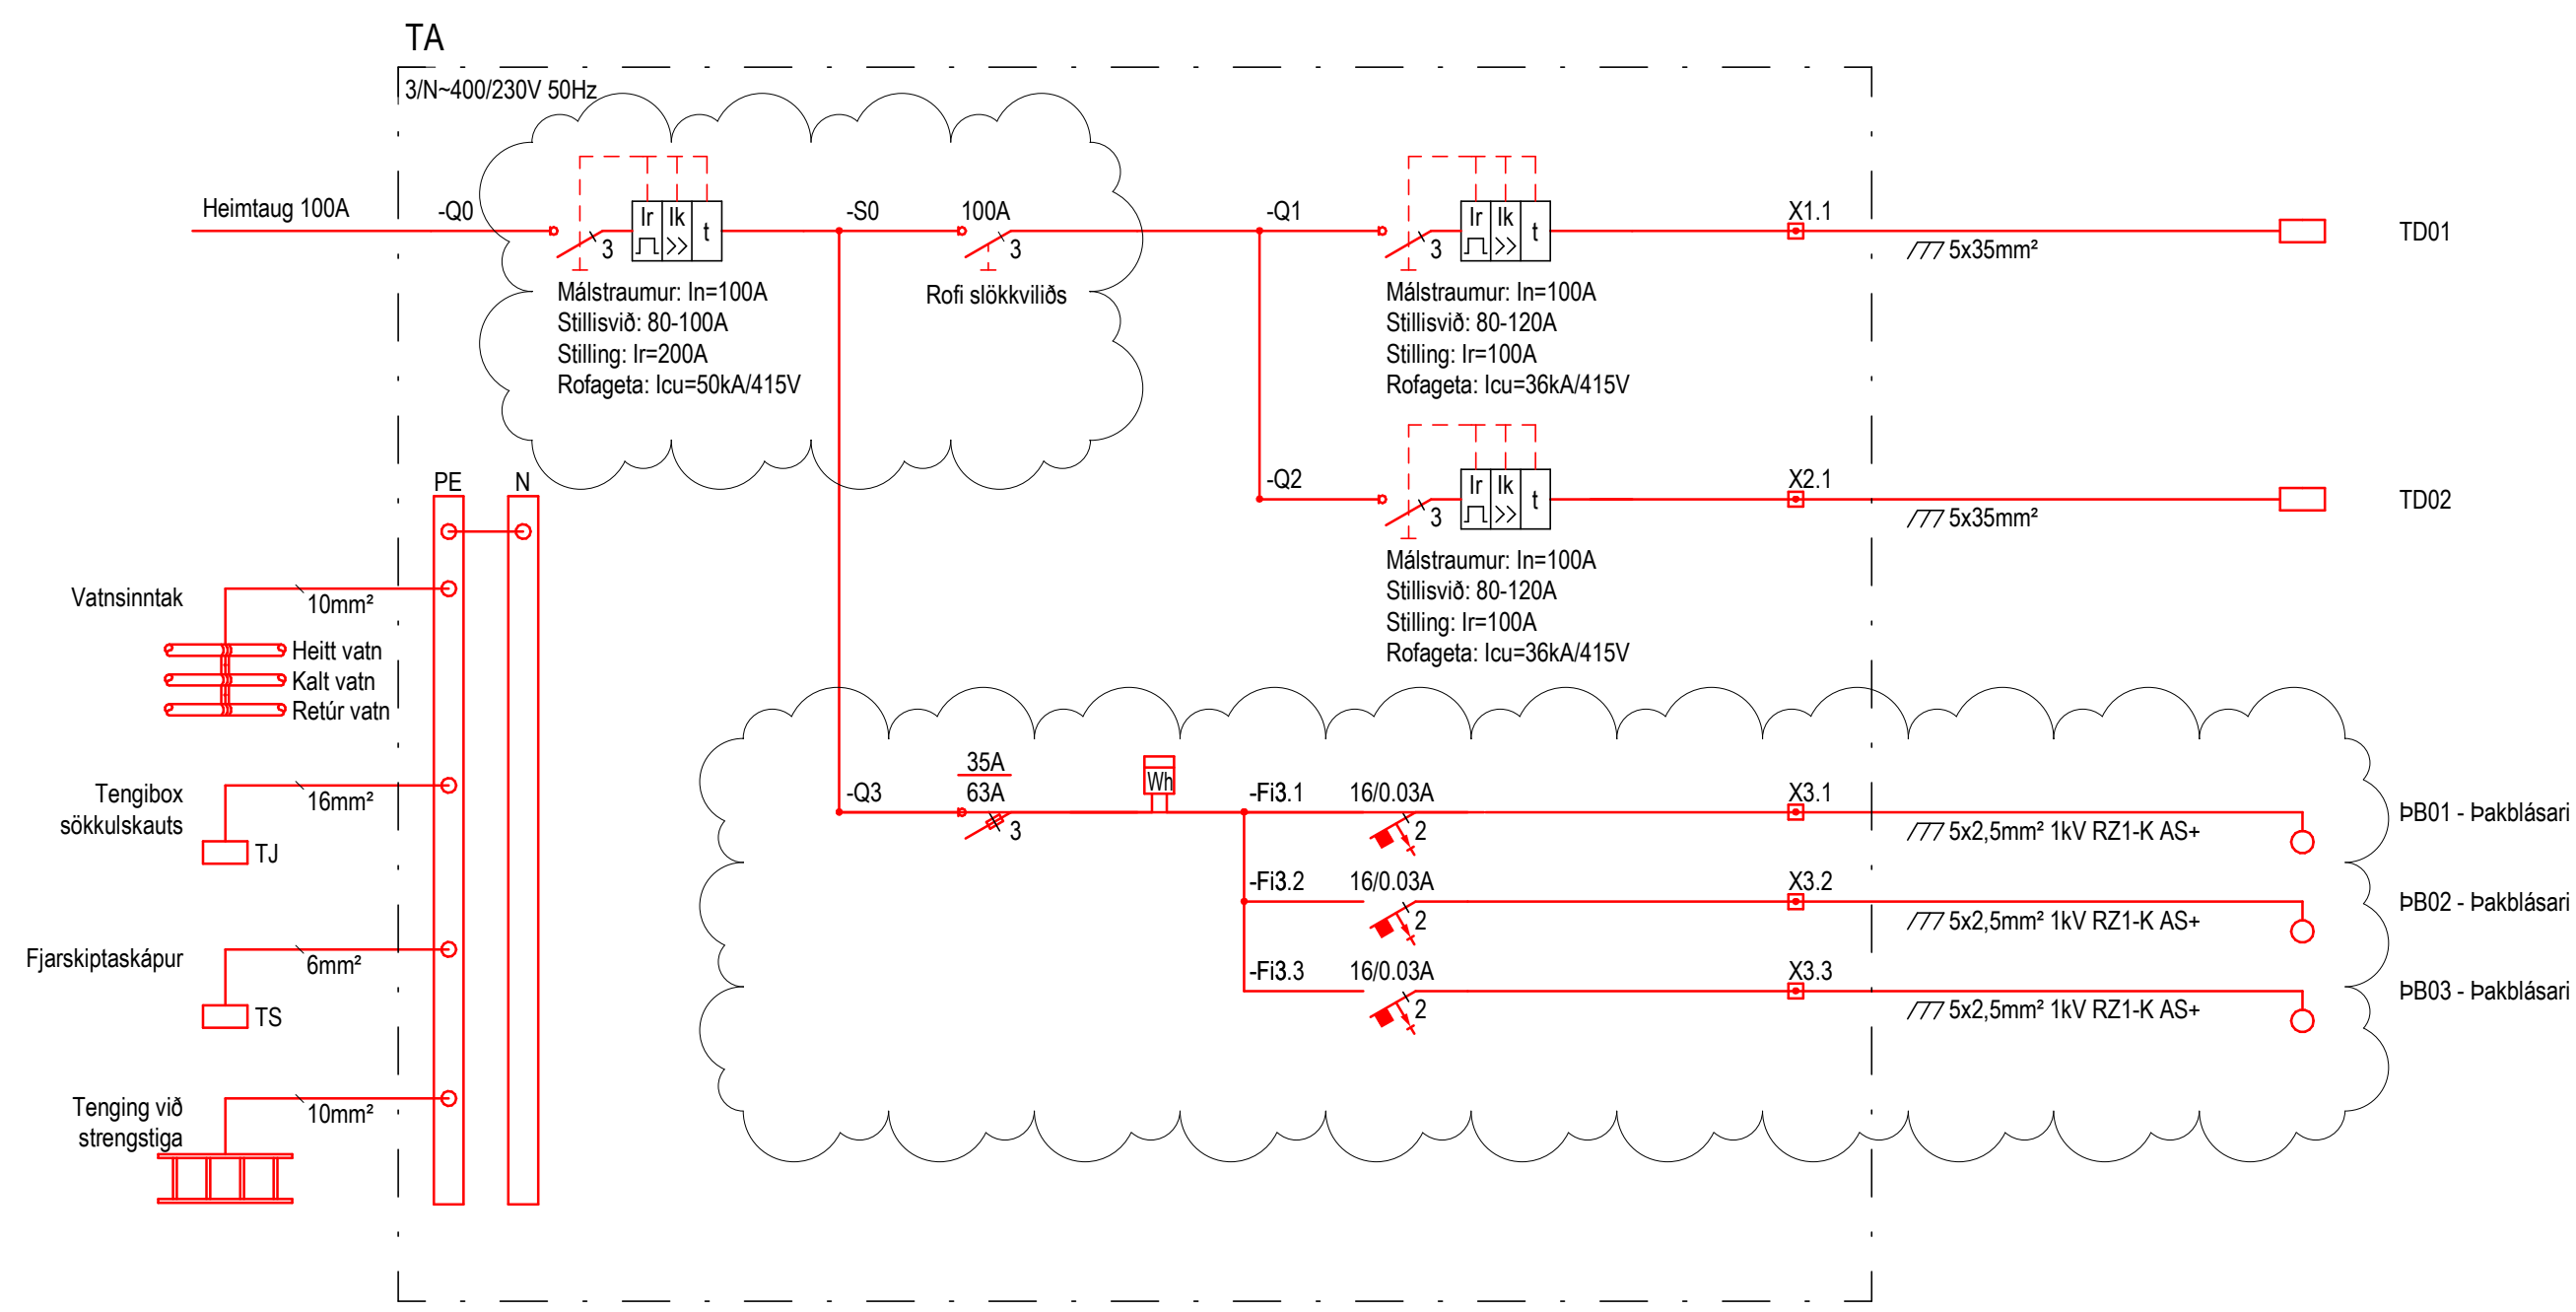 TA
3/N~400/230V 50Hz
Heimtaug 100A
-Q0
Ir
Ik
>>
t
3
Málstraumur: In=100A
Stillisvið: 80-100A
Stilling: Ir=200A
Rofageta: Icu=50kA/415V
-S0
100A
3
Rofi slökkviliðs
-Q1
Ir
Ik
>>
t
3
Málstraumur: In=100A
Stillisvið: 80-120A
Stilling: Ir=100A
Rofageta: Icu=36kA/415V
X1.1
5x35mm²
TD01
-Q2
Ir
Ik
>>
t
3
Málstraumur: In=100A
Stillisvið: 80-120A
Stilling: Ir=100A
Rofageta: Icu=36kA/415V
X2.1
5x35mm²
TD02
PE
N
Vatnsinntak
10mm²
Heitt vatn
Kalt vatn
Retúr vatn
Tengibox
sökkulskauts
16mm²
TJ
Fjarskiptaskápur
6mm²
TS
Tenging við
strengstiga
10mm²
-Q3
35A
63A
3
Wh
-Fi3.1
16/0.03A
2
X3.1
5x2,5mm² 1kV RZ1-K AS+
ÞB01 - Þakblásari
-Fi3.2
16/0.03A
2
X3.2
5x2,5mm² 1kV RZ1-K AS+
ÞB02 - Þakblásari
-Fi3.3
16/0.03A
2
X3.3
5x2,5mm² 1kV RZ1-K AS+
ÞB03 - Þakblásari